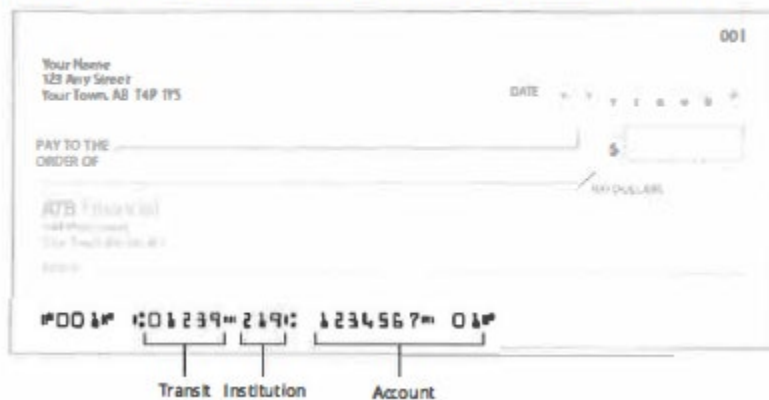 001
Your Name
123 Any Street
Your Town, AB T4P 1Y5
DATE
PAY TO THE
ORDER OF
$
ATB Financial
⑈001⑈ ⑆01239⑉219⑆ 1234567⑉ 01⑈
Transit Institution Account